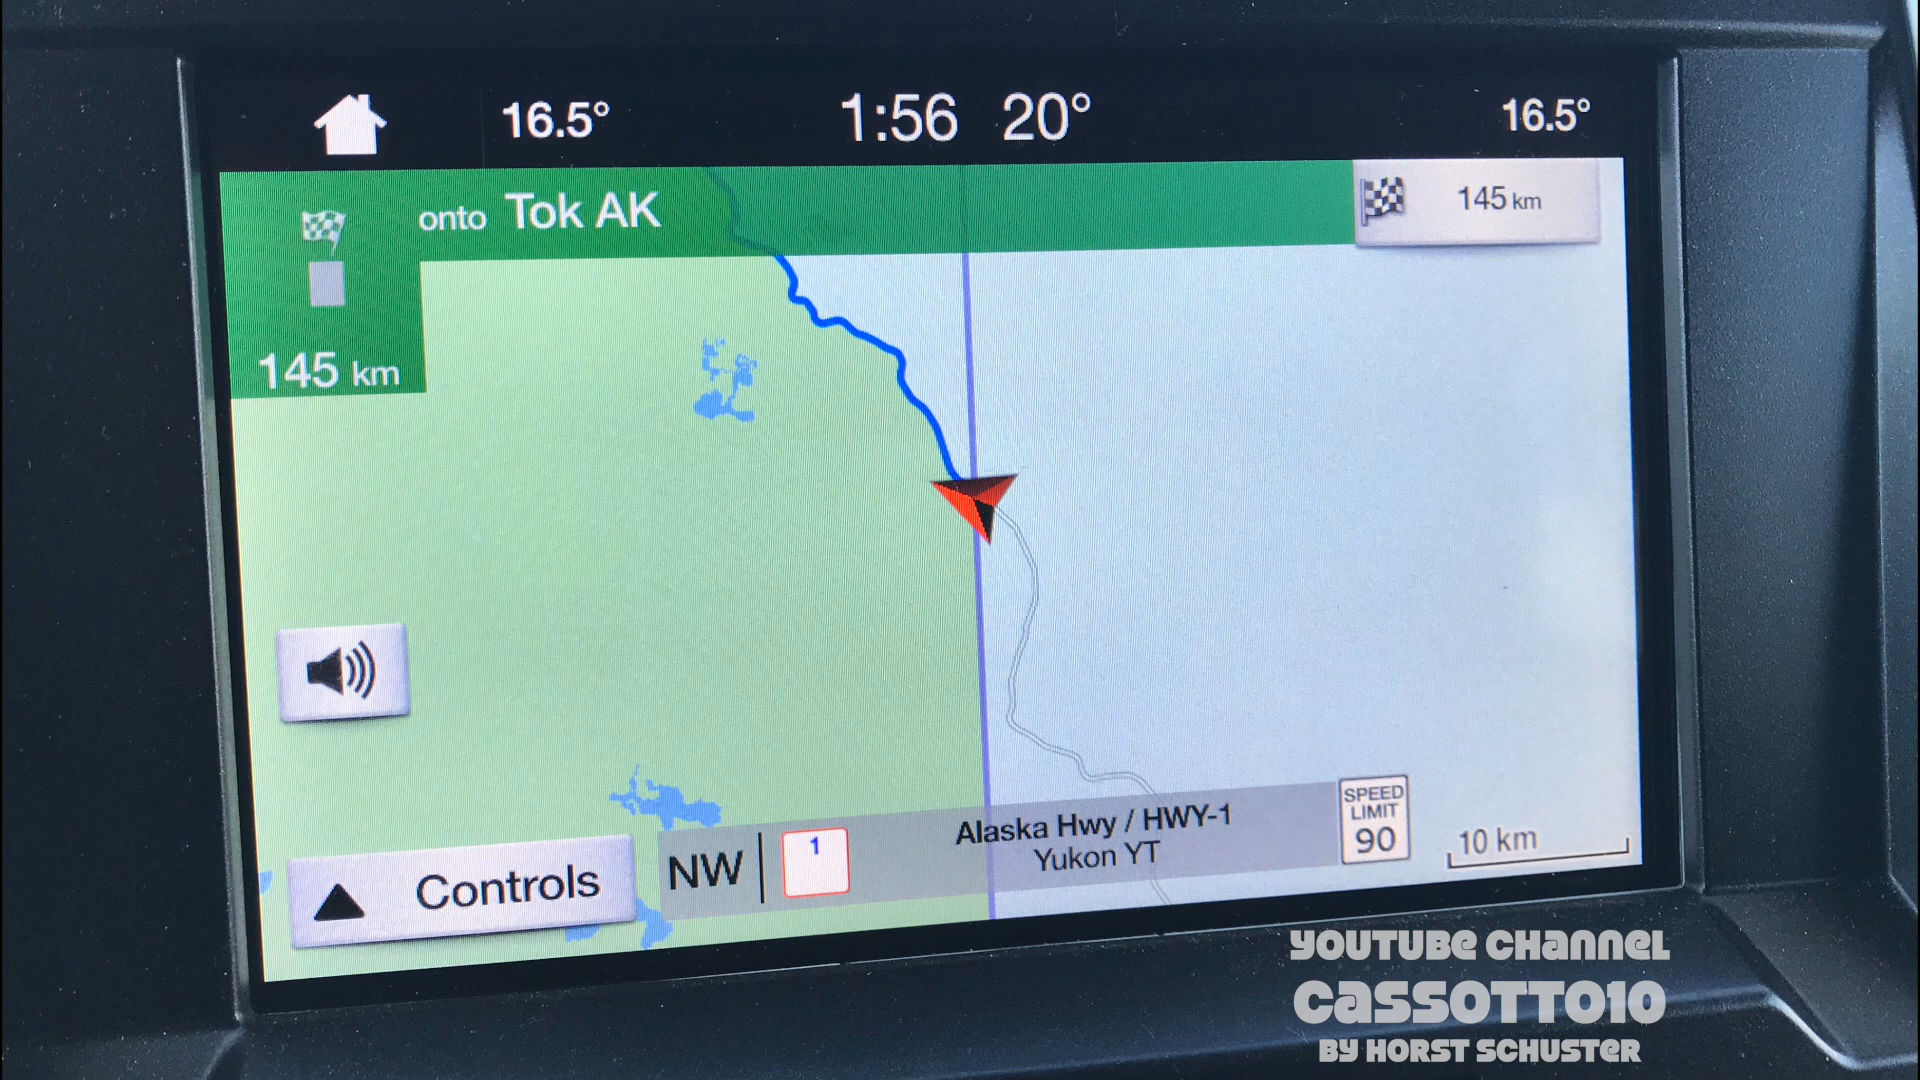 16.5° 1:56 20° 16.5°
onto Tok AK
145 km
145 km
Controls
NW
1
Alaska Hwy / HWY-1
Yukon YT
SPEED
LIMIT
90
10 km
YOUTUBE CHANNEL
CASSOTTO10
BY HORST SCHUSTER